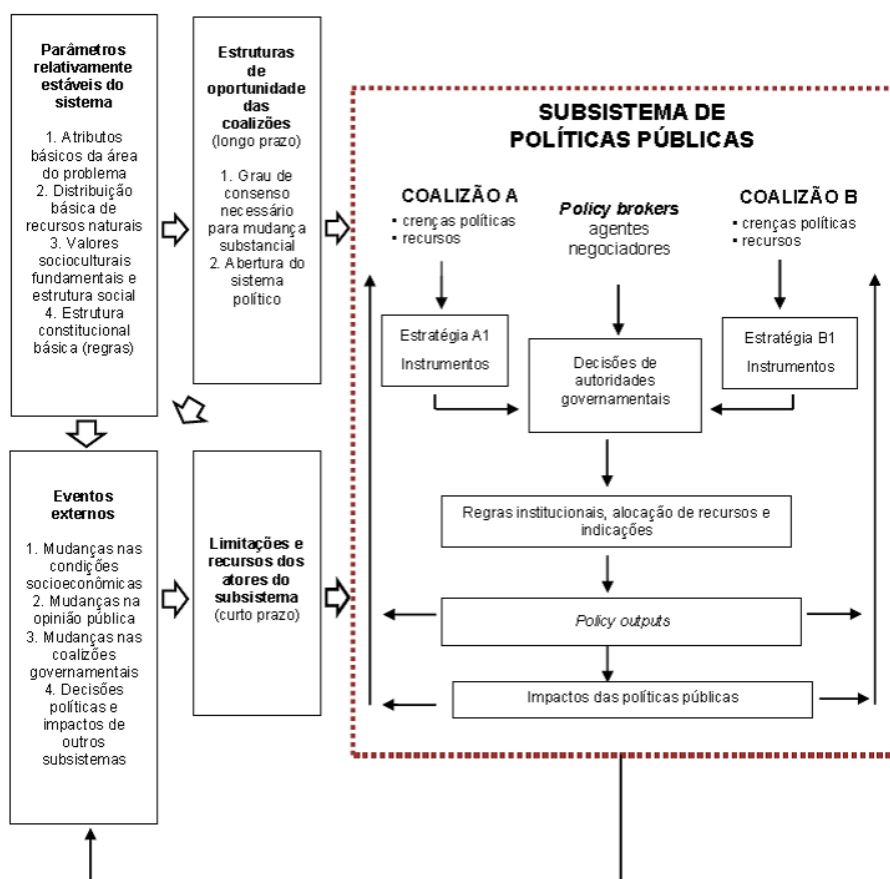 Parâmetros
relativamente
estáveis do
sistema
1. Atributos
básicos da área
do problema
2. Distribuição
básica de
recursos naturais
3. Valores
socioculturais
fundamentais e
estrutura social
4. Estrutura
constitucional
básica (regras)
Estruturas
de
oportunidade
das
coalizões
(longo prazo)
1. Grau de
consenso
necessário
para mudança
substancial
2. Abertura do
sistema
político
Eventos
externos
1. Mudanças nas
condições
socioeconômicas
2. Mudanças na
opinião pública
3. Mudanças nas
coalizões
governamentais
4. Decisões
políticas e
impactos de
outros
subsistemas
Limitações e
recursos dos
atores do
subsistema
(curto prazo)
SUBSISTEMA DE
POLÍTICAS PÚBLICAS
COALIZÃO A
▪ crenças políticas
▪ recursos
Policy brokers
agentes
negociadores
COALIZÃO B
▪ crenças políticas
▪ recursos
Estratégia A1
Instrumentos
Decisões de
autoridades
governamentais
Estratégia B1
Instrumentos
Regras institucionais, alocação de recursos e
indicações
Policy outputs
Impactos das políticas públicas